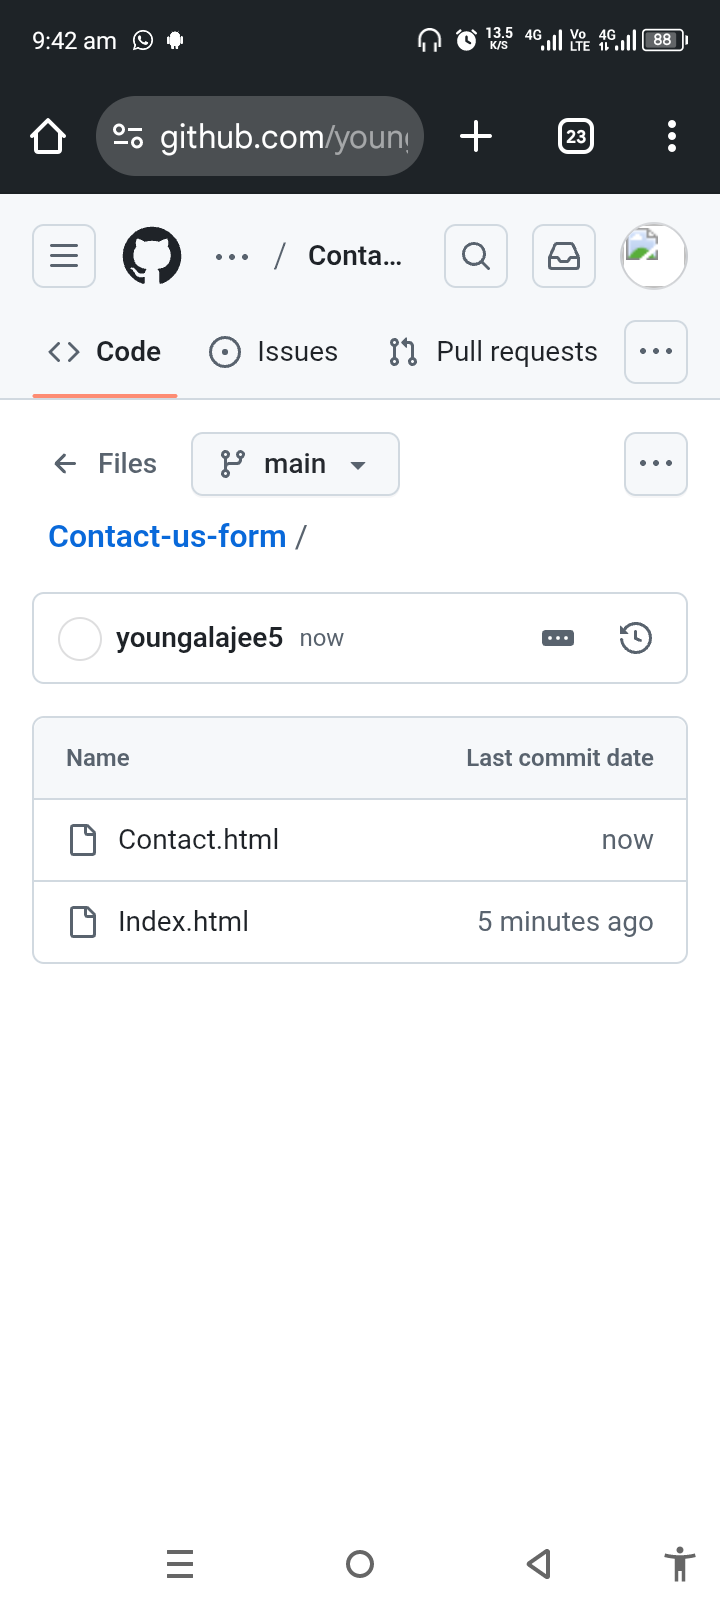 9:42 am 13.5 K/S 4G Vo LTE 4G 88
github.com/young 23
... / Conta...
Code Issues Pull requests
Files main
Contact-us-form /
youngalajee5 now
Name Last commit date
Contact.html now
Index.html 5 minutes ago